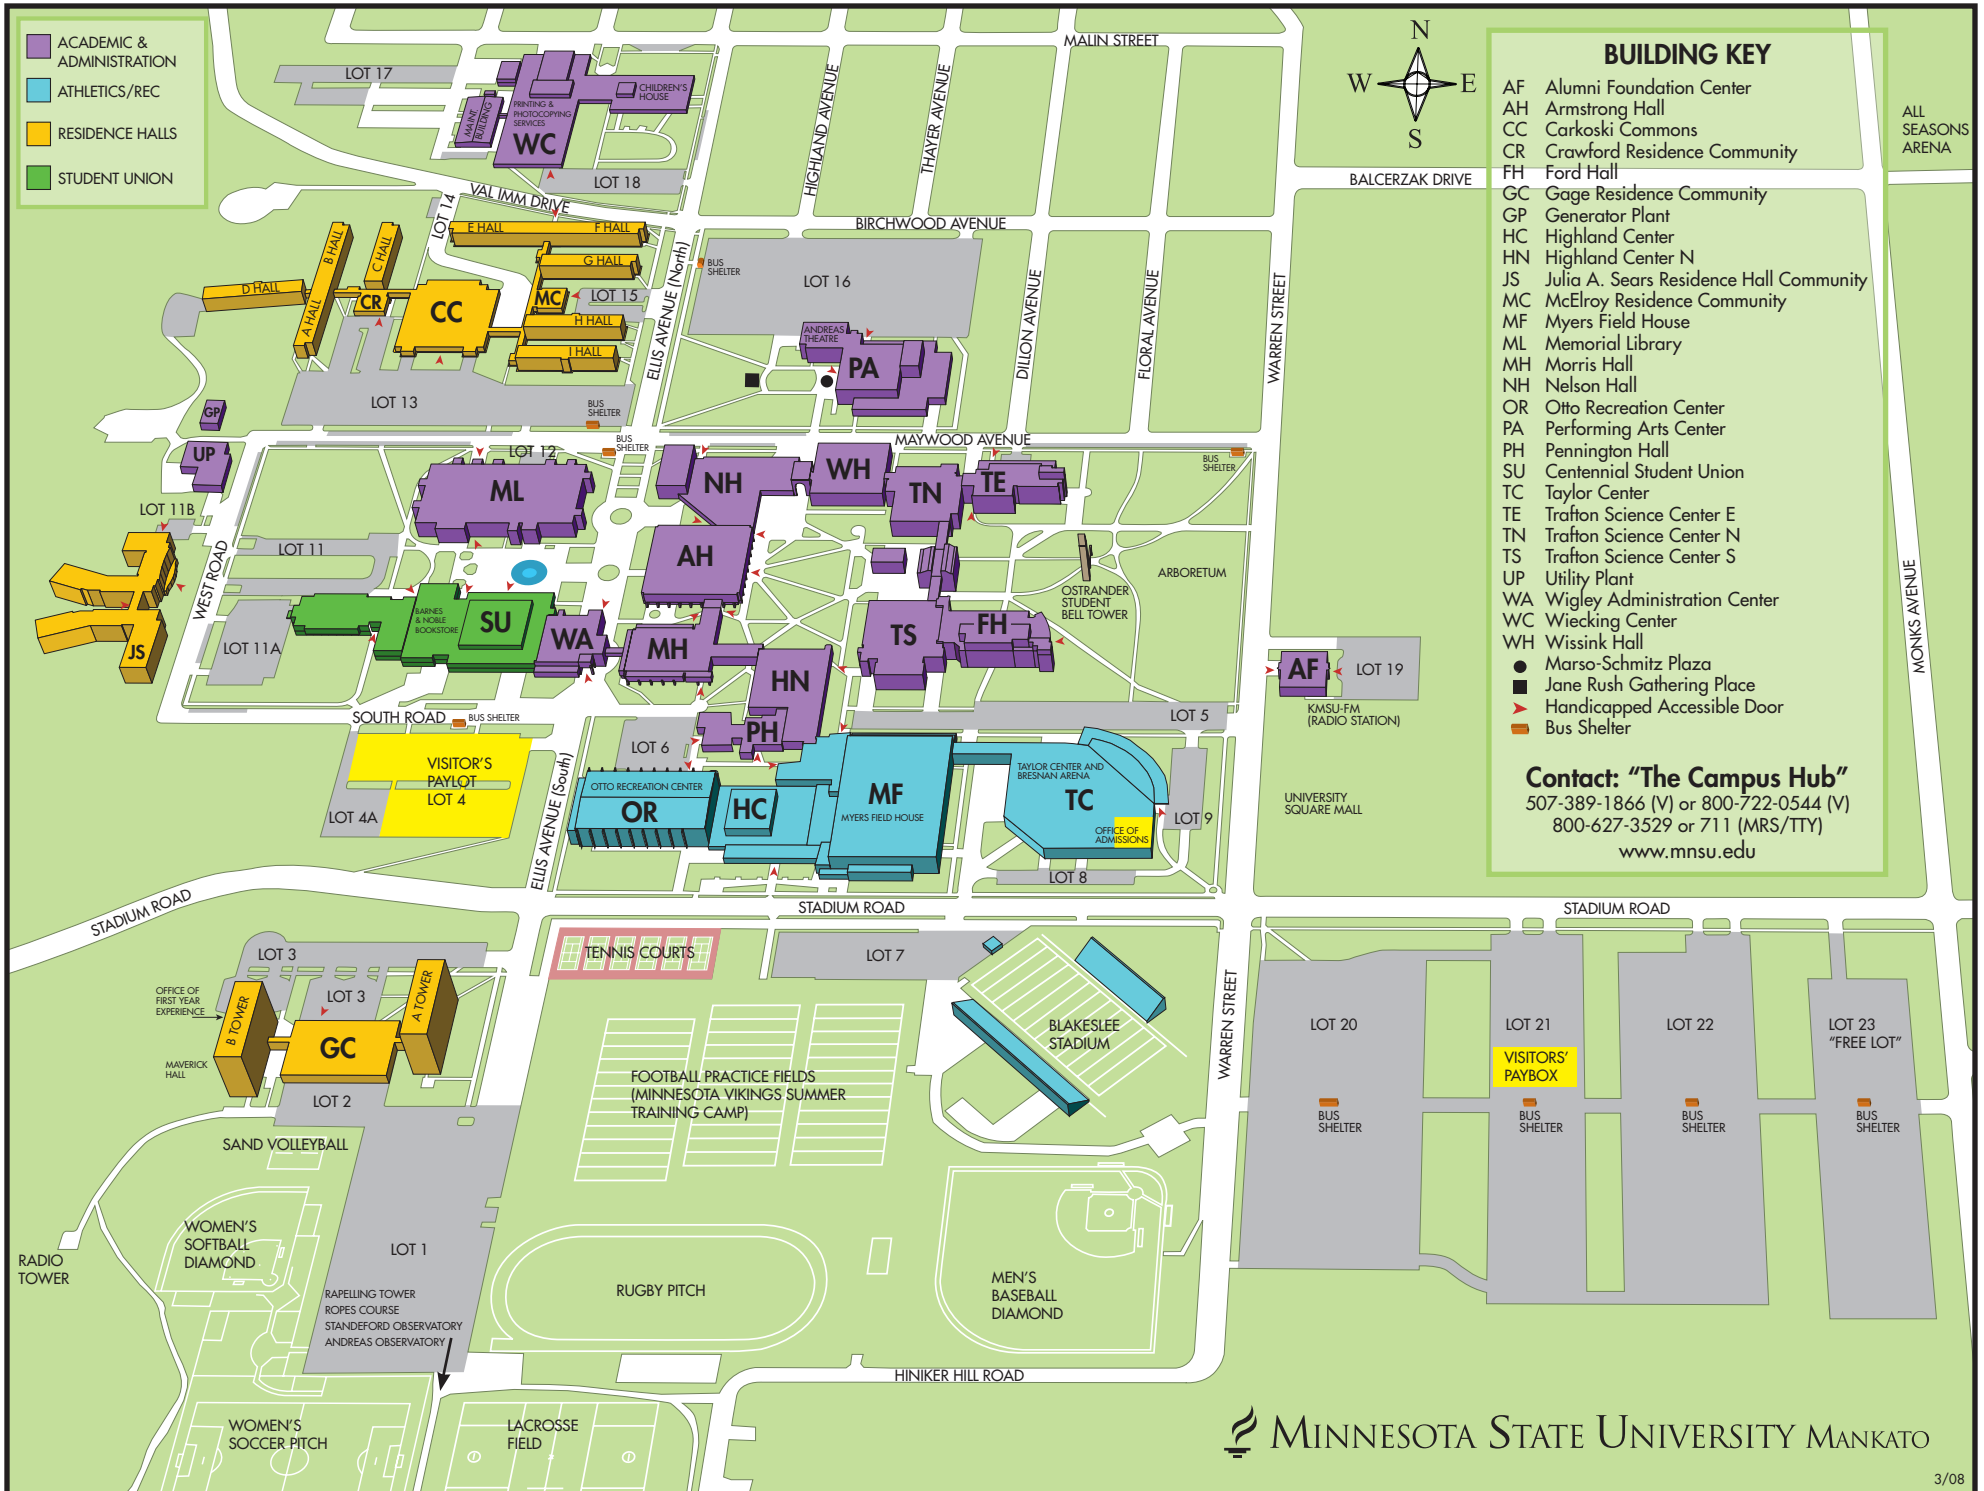 ACADEMIC &
ADMINISTRATION
ATHLETICS/REC
RESIDENCE HALLS
STUDENT UNION
MALIN STREET
N
W
E
S
BUILDING KEY
AF Alumni Foundation Center
AH Armstrong Hall
CC Carkoski Commons
CR Crawford Residence Community
FH Ford Hall
GC Gage Residence Community
GP Generator Plant
HC Highland Center
HN Highland Center N
JS Julia A. Sears Residence Hall Community
MC McElroy Residence Community
MF Myers Field House
ML Memorial Library
MH Morris Hall
NH Nelson Hall
OR Otto Recreation Center
PA Performing Arts Center
PH Pennington Hall
SU Centennial Student Union
TC Taylor Center
TE Trafton Science Center E
TN Trafton Science Center N
TS Trafton Science Center S
UP Utility Plant
WA Wigley Administration Center
WC Wiecking Center
WH Wissink Hall
Marso-Schmitz Plaza
Jane Rush Gathering Place
Handicapped Accessible Door
Bus Shelter
Contact: “The Campus Hub”
507-389-1866 (V) or 800-722-0544 (V)
800-627-3529 or 711 (MRS/TTY)
www.mnsu.edu
ALL
SEASONS
ARENA
LOT 17
CHILDREN'S
HOUSE
PRINTING &
PHOTOCOPYING
SERVICES
MAINT
BUILDING
WC
LOT 18
HIGHLAND AVENUE
THAYER AVENUE
BALCERZAK DRIVE
VAL IMM DRIVE
LOT 14
BIRCHWOOD AVENUE
E HALL
F HALL
G HALL
B HALL
C HALL
D HALL
A HALL
CR
CC
MC
LOT 15
H HALL
I HALL
ELLIS AVENUE (North)
BUS
SHELTER
LOT 16
ANDREAS
THEATRE
PA
DILLON AVENUE
FLORAL AVENUE
WARREN STREET
LOT 13
BUS
SHELTER
GP
UP
BUS
SHELTER
LOT 12
MAYWOOD AVENUE
BUS
SHELTER
ML
NH
WH
TN
TE
LOT 11B
LOT 11
WEST ROAD
AH
ARBORETUM
OSTRANDER
STUDENT
BELL TOWER
BARNES
& NOBLE
BOOKSTORE
SU
WA
MH
TS
FH
JS
LOT 11A
HN
AF
LOT 19
KMSU-FM
(RADIO STATION)
MONKS AVENUE
SOUTH ROAD
BUS SHELTER
PH
LOT 5
LOT 6
VISITOR'S
PAYLOT
LOT 4
LOT 4A
ELLIS AVENUE (South)
OTTO RECREATION CENTER
OR
HC
MF
MYERS FIELD HOUSE
TAYLOR CENTER AND
BRESNAN ARENA
TC
OFFICE OF
ADMISSIONS
LOT 9
LOT 8
UNIVERSITY
SQUARE MALL
STADIUM ROAD
STADIUM ROAD
STADIUM ROAD
LOT 3
TENNIS COURTS
LOT 7
OFFICE OF
FIRST YEAR
EXPERIENCE
B TOWER
LOT 3
A TOWER
GC
MAVERICK
HALL
LOT 2
BLAKESLEE
STADIUM
WARREN STREET
FOOTBALL PRACTICE FIELDS
(MINNESOTA VIKINGS SUMMER
TRAINING CAMP)
LOT 20
LOT 21
LOT 22
LOT 23
“FREE LOT”
VISITORS'
PAYBOX
BUS
SHELTER
BUS
SHELTER
BUS
SHELTER
BUS
SHELTER
SAND VOLLEYBALL
WOMEN'S
SOFTBALL
DIAMOND
RADIO
TOWER
LOT 1
RUGBY PITCH
MEN'S
BASEBALL
DIAMOND
RAPELLING TOWER
ROPES COURSE
STANDEFORD OBSERVATORY
ANDREAS OBSERVATORY
HINIKER HILL ROAD
WOMEN'S
SOCCER PITCH
LACROSSE
FIELD
MINNESOTA STATE UNIVERSITY MANKATO
3/08